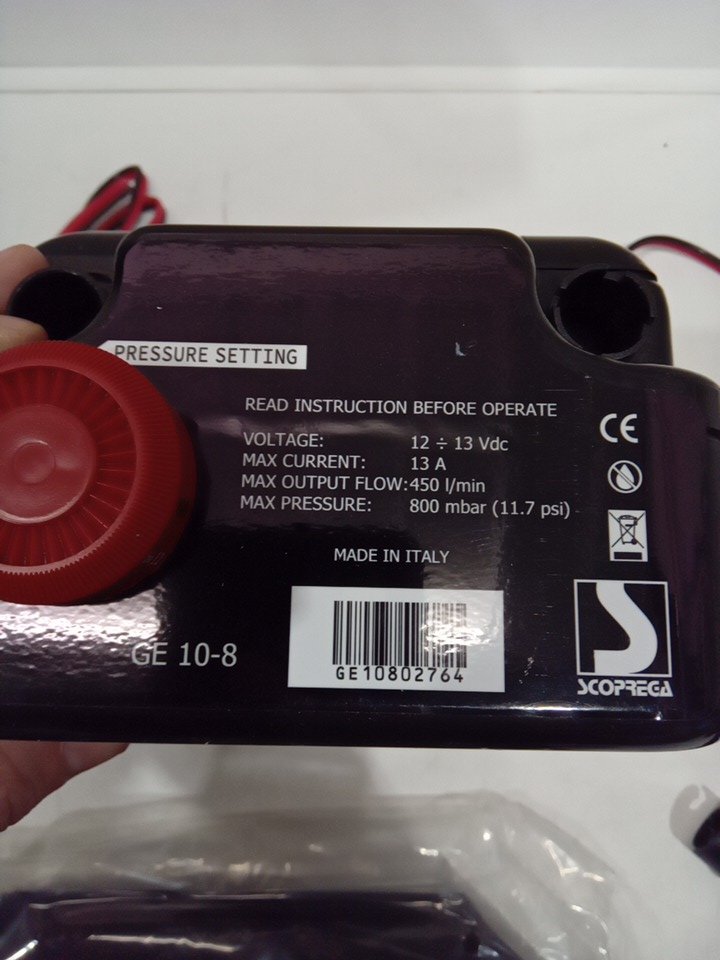 PRESSURE SETTING
READ INSTRUCTION BEFORE OPERATE
VOLTAGE: 12 ÷ 13 Vdc
MAX CURRENT: 13 A
MAX OUTPUT FLOW: 450 l/min
MAX PRESSURE: 800 mbar (11.7 psi)
CE
MADE IN ITALY
GE 10-8
GE10802764
SCOPREGA